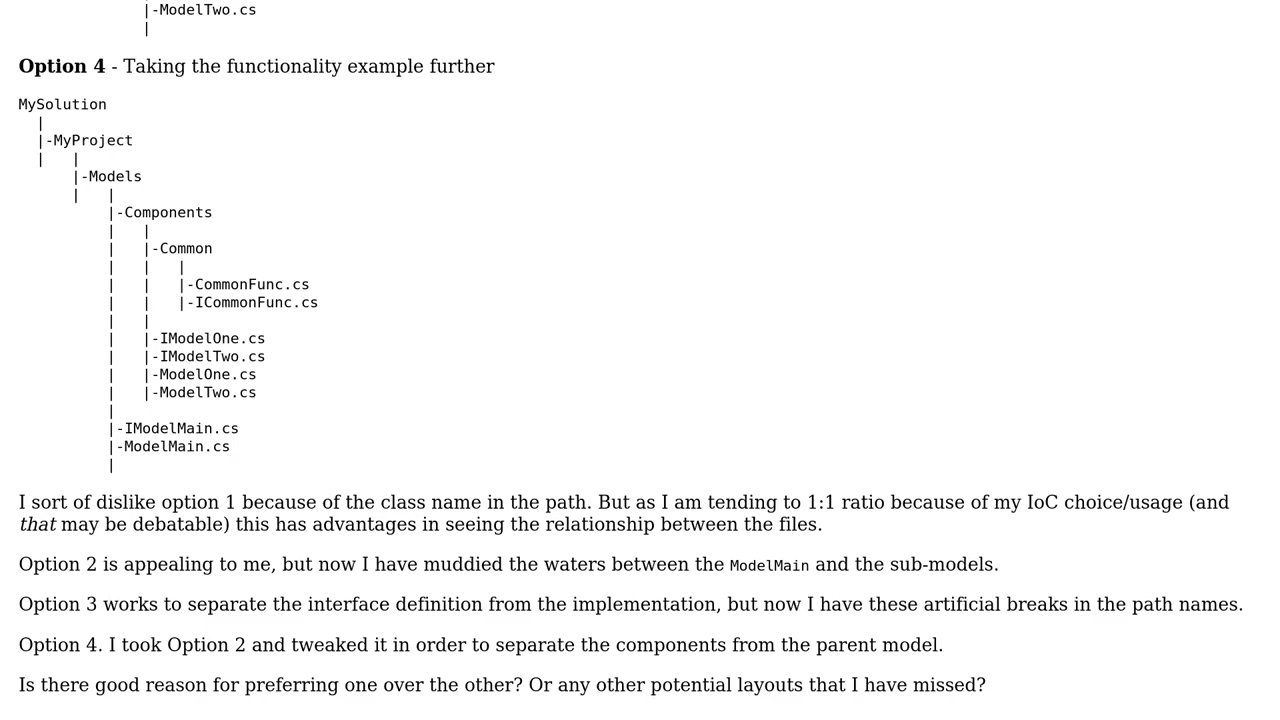 |-ModelTwo.cs
                |
Option 4 - Taking the functionality example further
MySolution
  |
  |-MyProject
  |   |
      |-Models
      |   |
          |-Components
          |   |
          |   |-Common
          |   |   |
          |   |   |-CommonFunc.cs
          |   |   |-ICommonFunc.cs
          |   |
          |   |-IModelOne.cs
          |   |-IModelTwo.cs
          |   |-ModelOne.cs
          |   |-ModelTwo.cs
          |
          |-IModelMain.cs
          |-ModelMain.cs
          |
I sort of dislike option 1 because of the class name in the path. But as I am tending to 1:1 ratio because of my IoC choice/usage (and
that may be debatable) this has advantages in seeing the relationship between the files.
Option 2 is appealing to me, but now I have muddied the waters between the ModelMain and the sub-models.
Option 3 works to separate the interface definition from the implementation, but now I have these artificial breaks in the path names.
Option 4. I took Option 2 and tweaked it in order to separate the components from the parent model.
Is there good reason for preferring one over the other? Or any other potential layouts that I have missed?